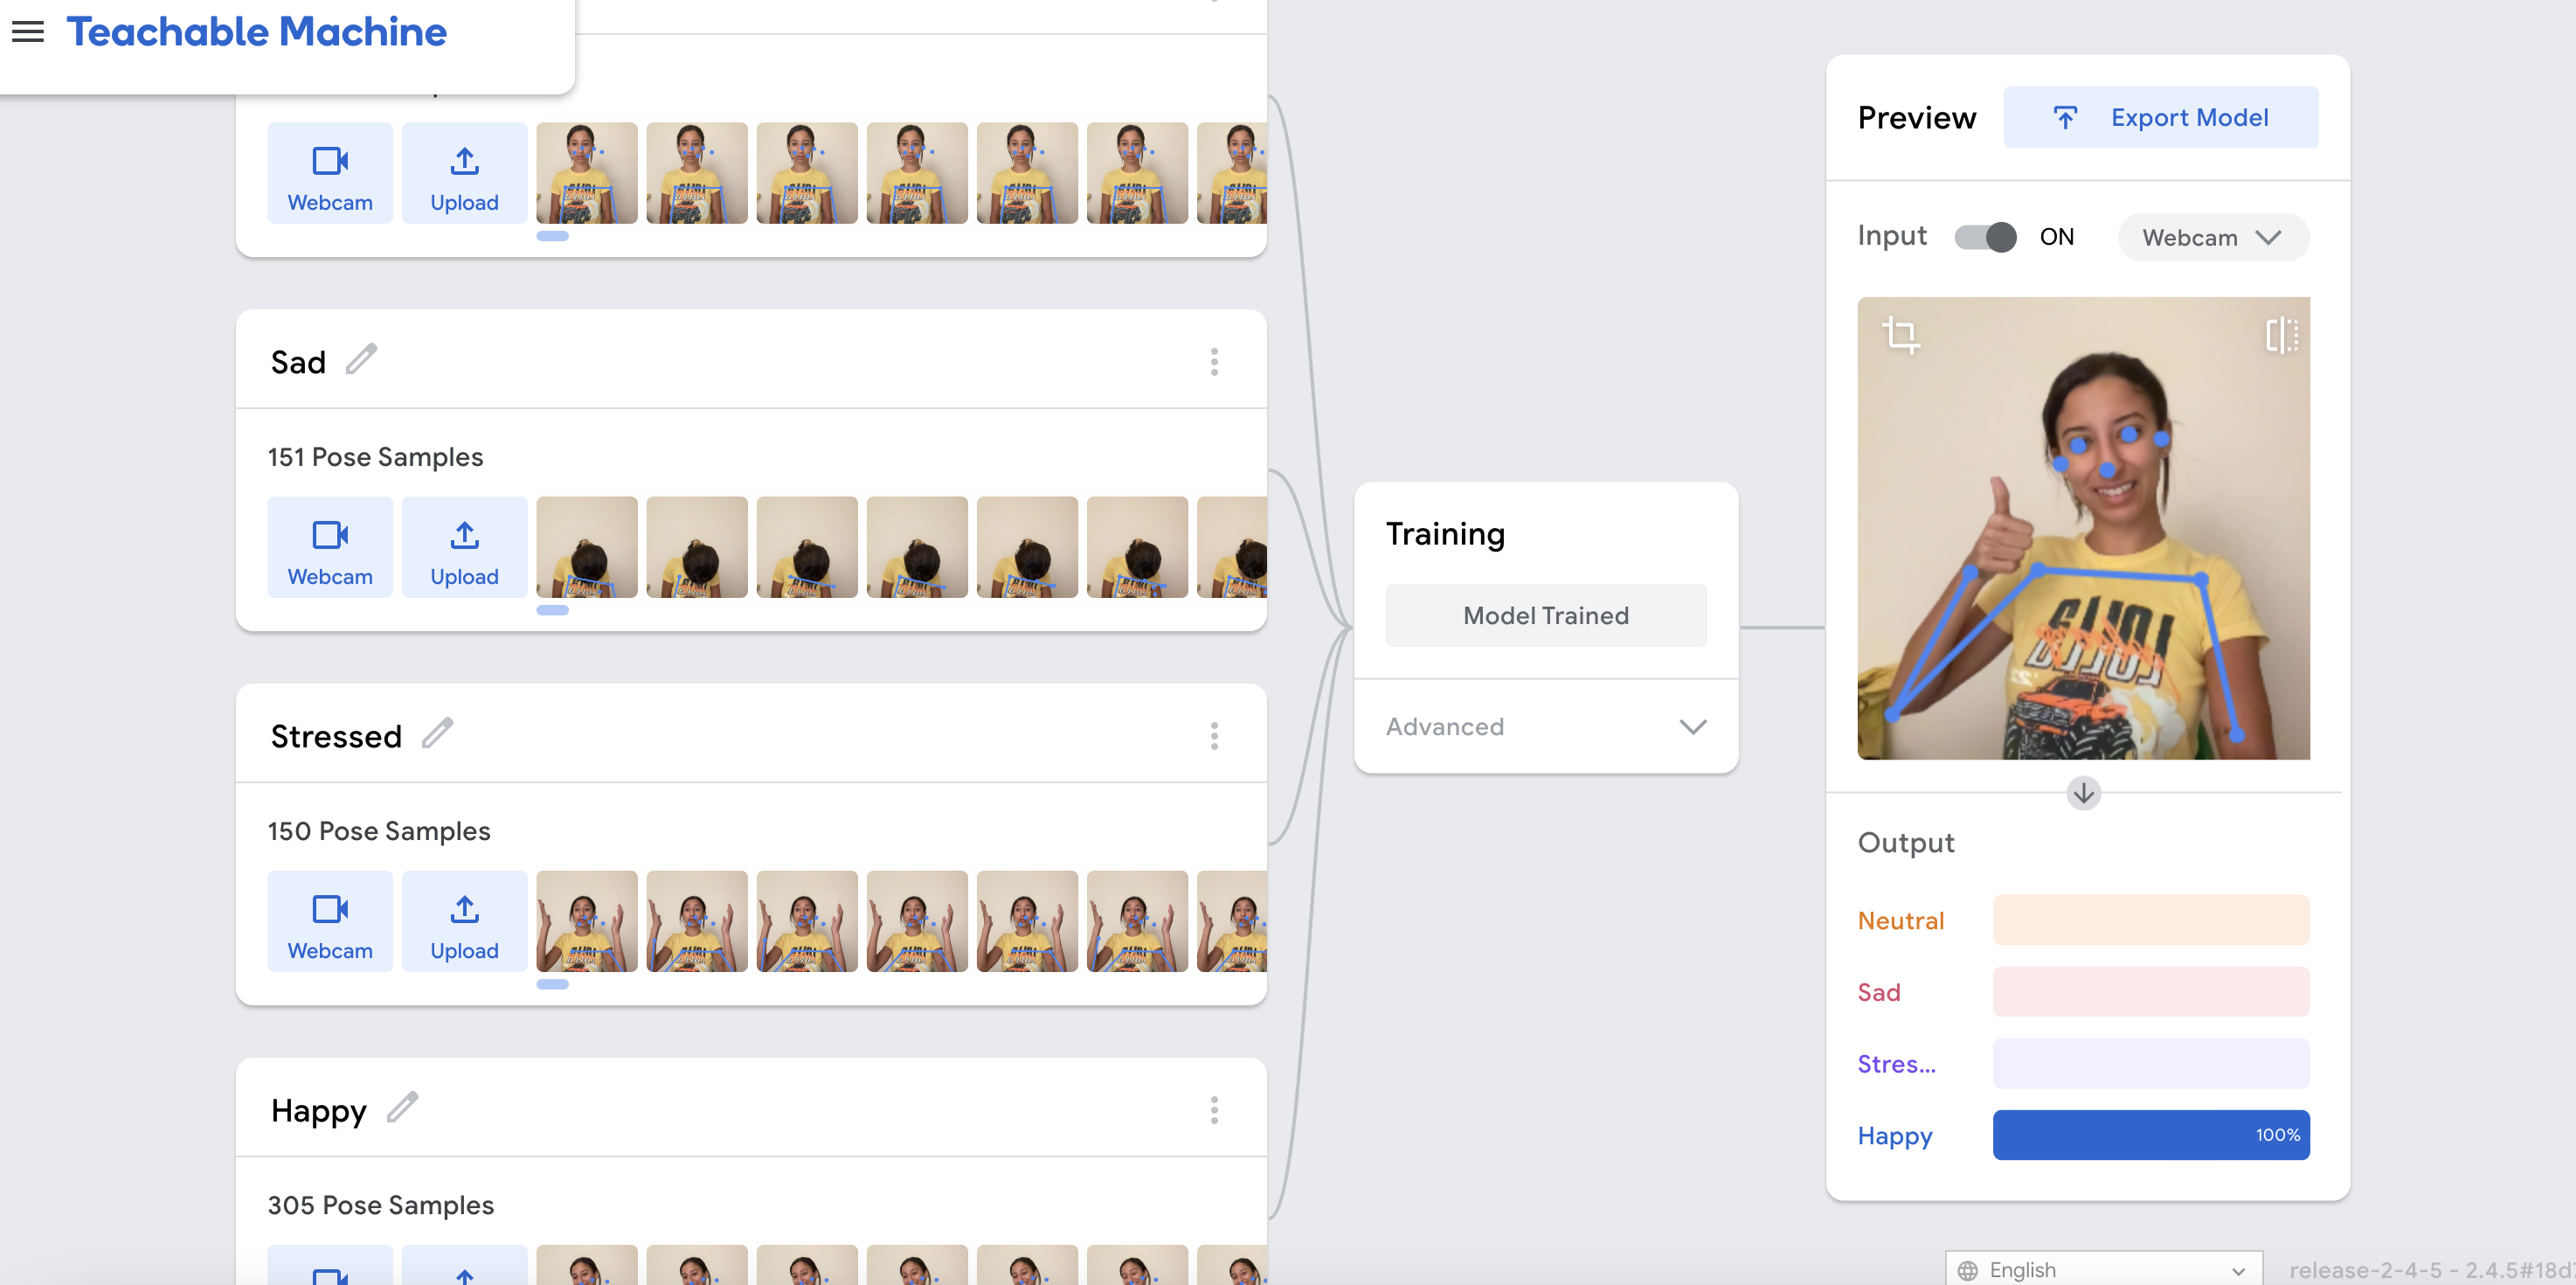 Teachable Machine
Webcam
Upload
Sad
151 Pose Samples
Webcam
Upload
Stressed
150 Pose Samples
Webcam
Upload
Happy
305 Pose Samples
Training
Model Trained
Advanced
Preview
Export Model
Input
ON
Webcam
Output
Neutral
Sad
Stres...
Happy
100%
English
release-2-4-5 - 2.4.5#18d